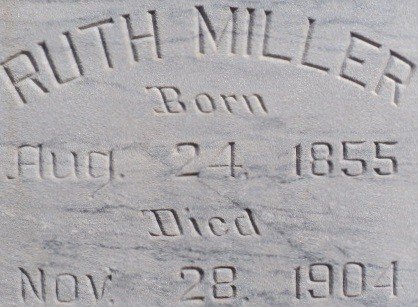 RUTH MILLER
Born
Aug. 24. 1855
Died
Nov. 28. 1904